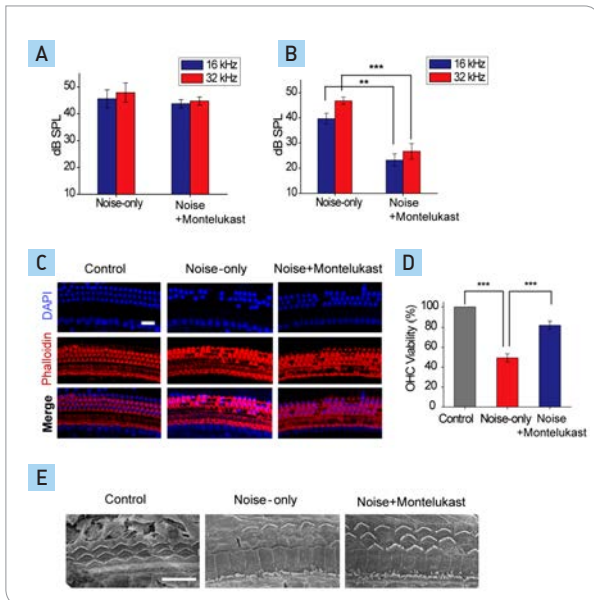 A
16 kHz
32 kHz
dB SPL
50
40
30
20
10
Noise-only
Noise
+Montelukast
B
16 kHz
32 kHz
***
**
dB SPL
50
40
30
20
10
Noise-only
Noise
+Montelukast
C
Control
Noise-only
Noise+Montelukast
DAPI
Phalloidin
Merge
D
***
***
OHC Viability (%)
100
80
60
40
20
0
Control
Noise-only
Noise
+Montelukast
E
Control
Noise-only
Noise+Montelukast